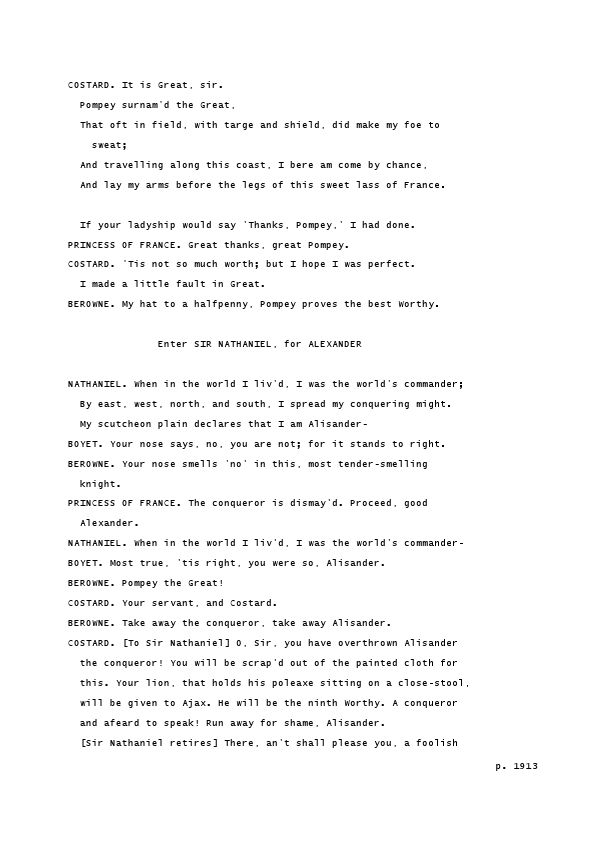 COSTARD. It is Great, sir.
Pompey surnam'd the Great,
That oft in field, with targe and shield, did make my foe to
sweat;
And travelling along this coast, I bere am come by chance,
And lay my arms before the legs of this sweet lass of France.
If your ladyship would say 'Thanks, Pompey,' I had done.
PRINCESS OF FRANCE. Great thanks, great Pompey.
COSTARD. 'Tis not so much worth; but I hope I was perfect.
I made a little fault in Great.
BEROWNE. My hat to a halfpenny, Pompey proves the best Worthy.
Enter SIR NATHANIEL, for ALEXANDER
NATHANIEL. When in the world I liv'd, I was the world's commander;
By east, west, north, and south, I spread my conquering might.
My scutcheon plain declares that I am Alisander-
BOYET. Your nose says, no, you are not; for it stands to right.
BEROWNE. Your nose smells 'no' in this, most tender-smelling
knight.
PRINCESS OF FRANCE. The conqueror is dismay'd. Proceed, good
Alexander.
NATHANIEL. When in the world I liv'd, I was the world's commander-
BOYET. Most true, 'tis right, you were so, Alisander.
BEROWNE. Pompey the Great!
COSTARD. Your servant, and Costard.
BEROWNE. Take away the conqueror, take away Alisander.
COSTARD. [To Sir Nathaniel] O, Sir, you have overthrown Alisander
the conqueror! You will be scrap'd out of the painted cloth for
this. Your lion, that holds his poleaxe sitting on a close-stool,
will be given to Ajax. He will be the ninth Worthy. A conqueror
and afeard to speak! Run away for shame, Alisander.
[Sir Nathaniel retires] There, an't shall please you, a foolish
p. 1913